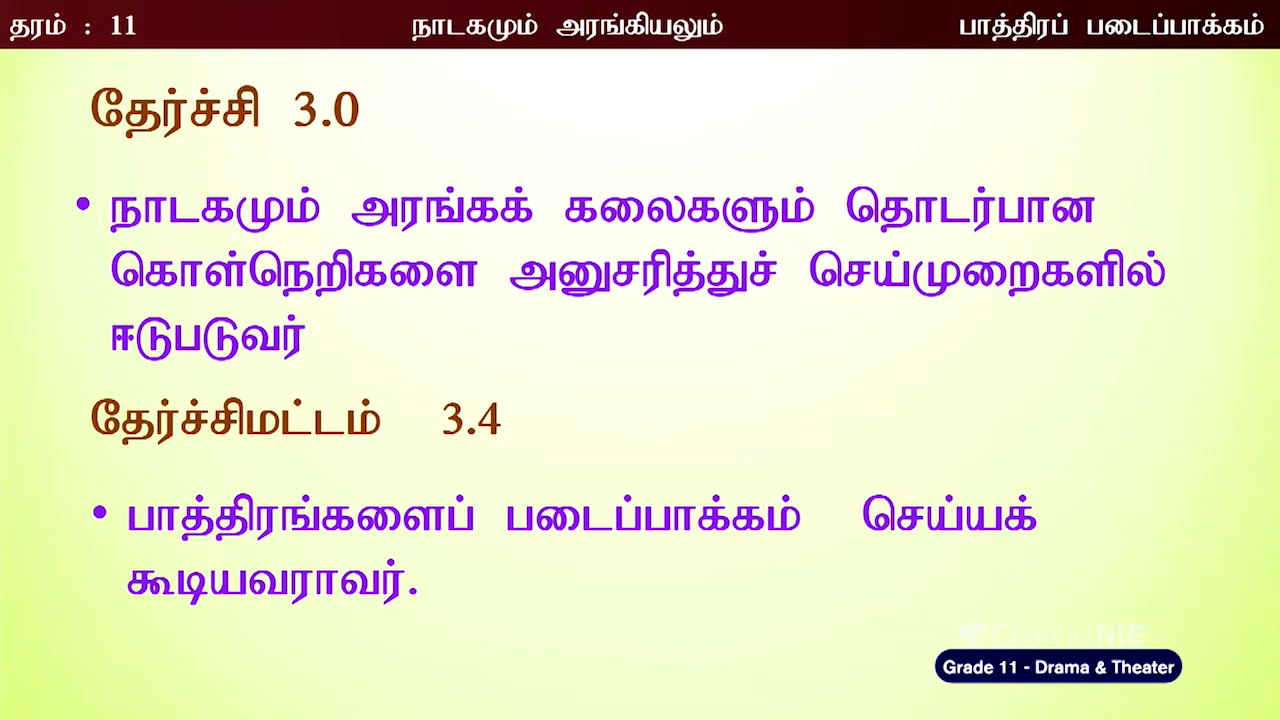 தரம் : 11 நாடகமும் அரங்கியலும் பாத்திரப் படைப்பாக்கம்
தேர்ச்சி 3.0
• நாடகமும் அரங்கக் கலைகளும் தொடர்பான
கொள்நெறிகளை அனுசரித்துச் செய்முறைகளில்
ஈடுபடுவர்
தேர்ச்சிமட்டம் 3.4
• பாத்திரங்களைப் படைப்பாக்கம் செய்யக்
கூடியவராவர்.
Channel NIE
Grade 11 - Drama & Theater